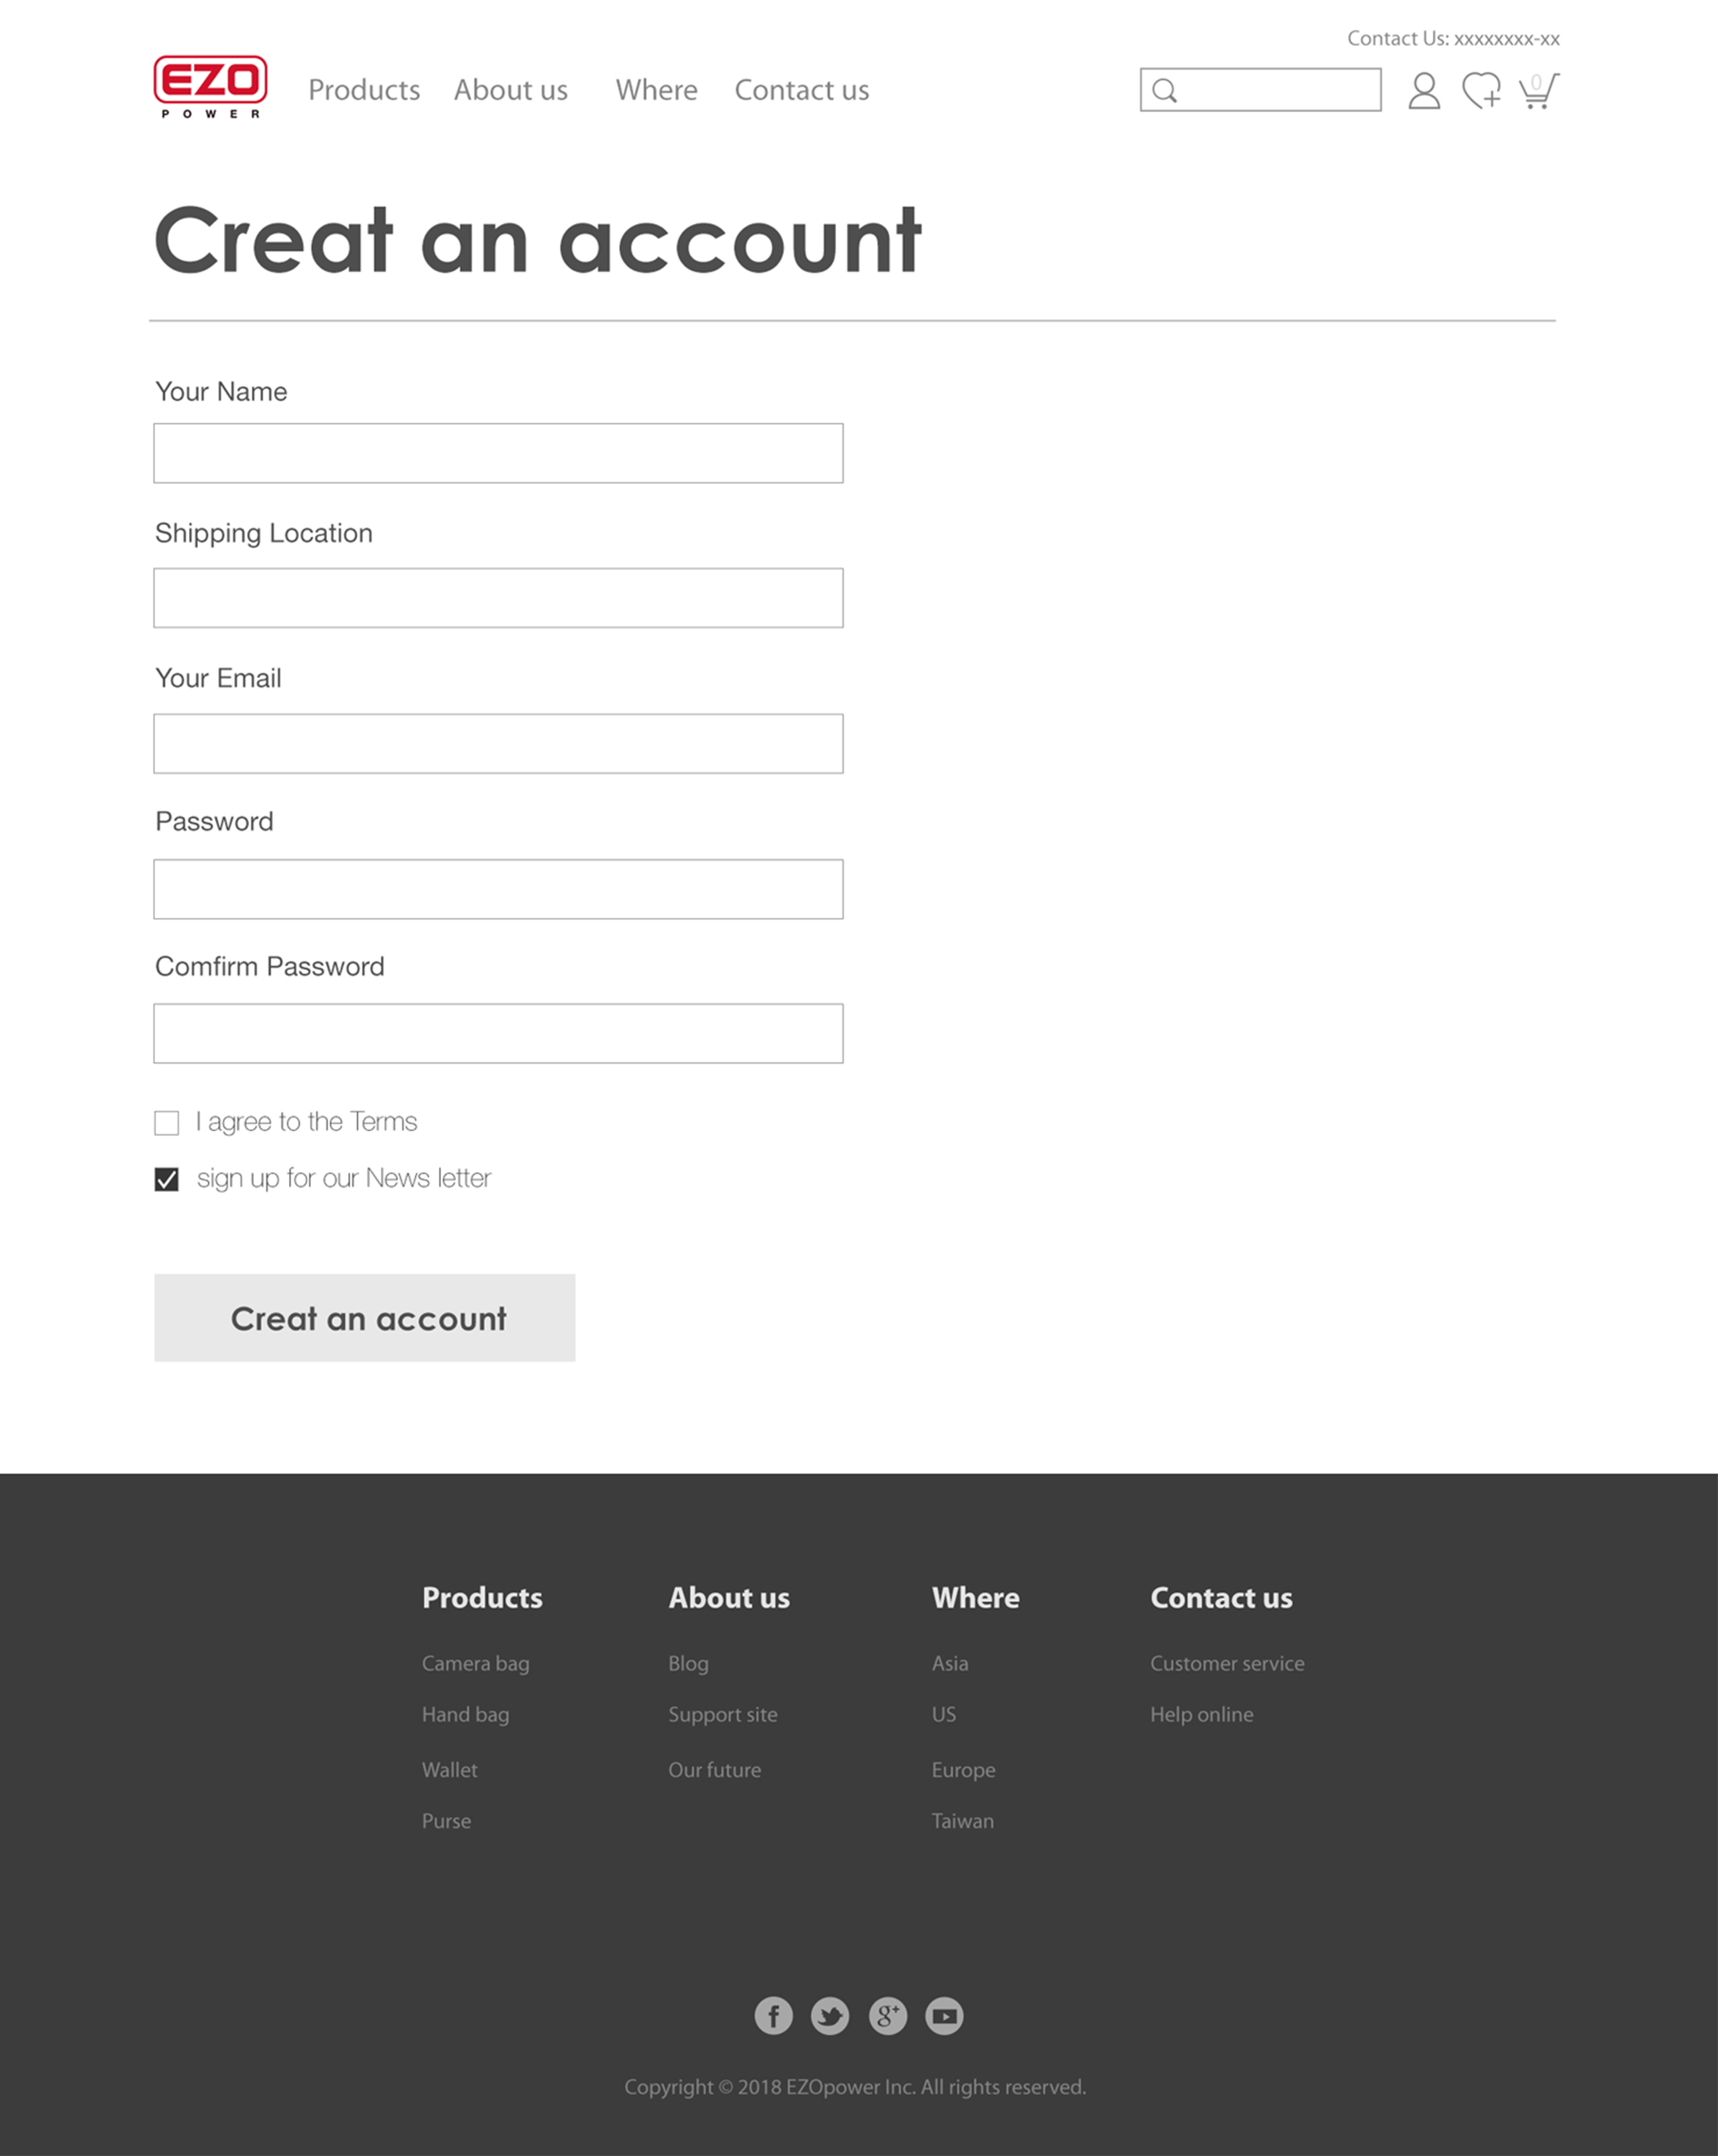 Contact Us: xxxxxxxx-xx
EZO
POWER
Products About us Where Contact us
0
Creat an account
Your Name
Shipping Location
Your Email
Password
Comfirm Password
I agree to the Terms
sign up for our News letter
Creat an account
Products About us Where Contact us
Camera bag Blog Asia Customer service
Hand bag Support site US Help online
Wallet Our future Europe
Purse Taiwan
f g+
Copyright © 2018 EZOpower Inc. All rights reserved.